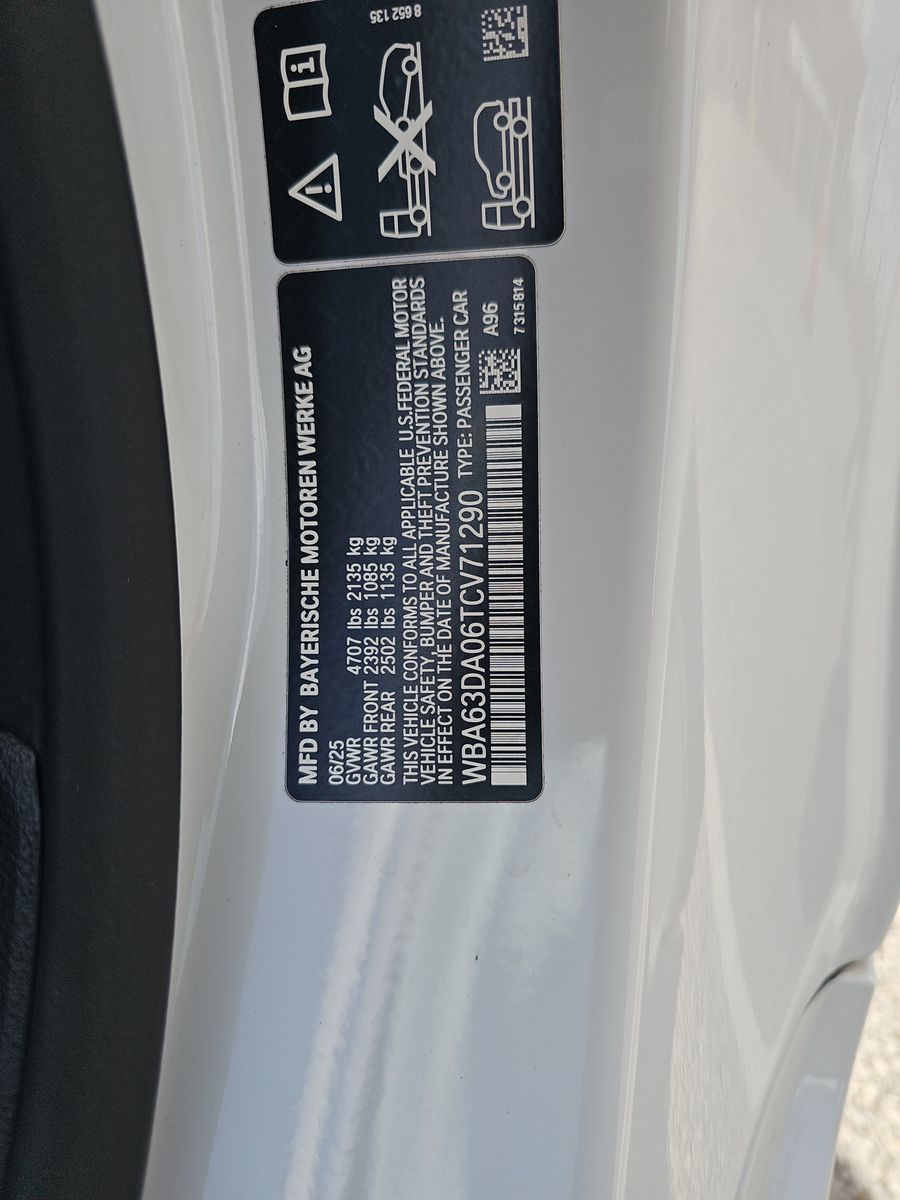 8 652 135
MFD BY BAYERISCHE MOTOREN WERKE AG
06/25
GVWR 4707 lbs 2135 kg
GAWR FRONT 2392 lbs 1085 kg
GAWR REAR 2502 lbs 1135 kg
THIS VEHICLE CONFORMS TO ALL APPLICABLE U.S.FEDERAL MOTOR
VEHICLE SAFETY, BUMPER AND THEFT PREVENTION STANDARDS
IN EFFECT ON THE DATE OF MANUFACTURE SHOWN ABOVE.
WBA63DA06TCV71290 TYPE: PASSENGER CAR
A96
7 315 814